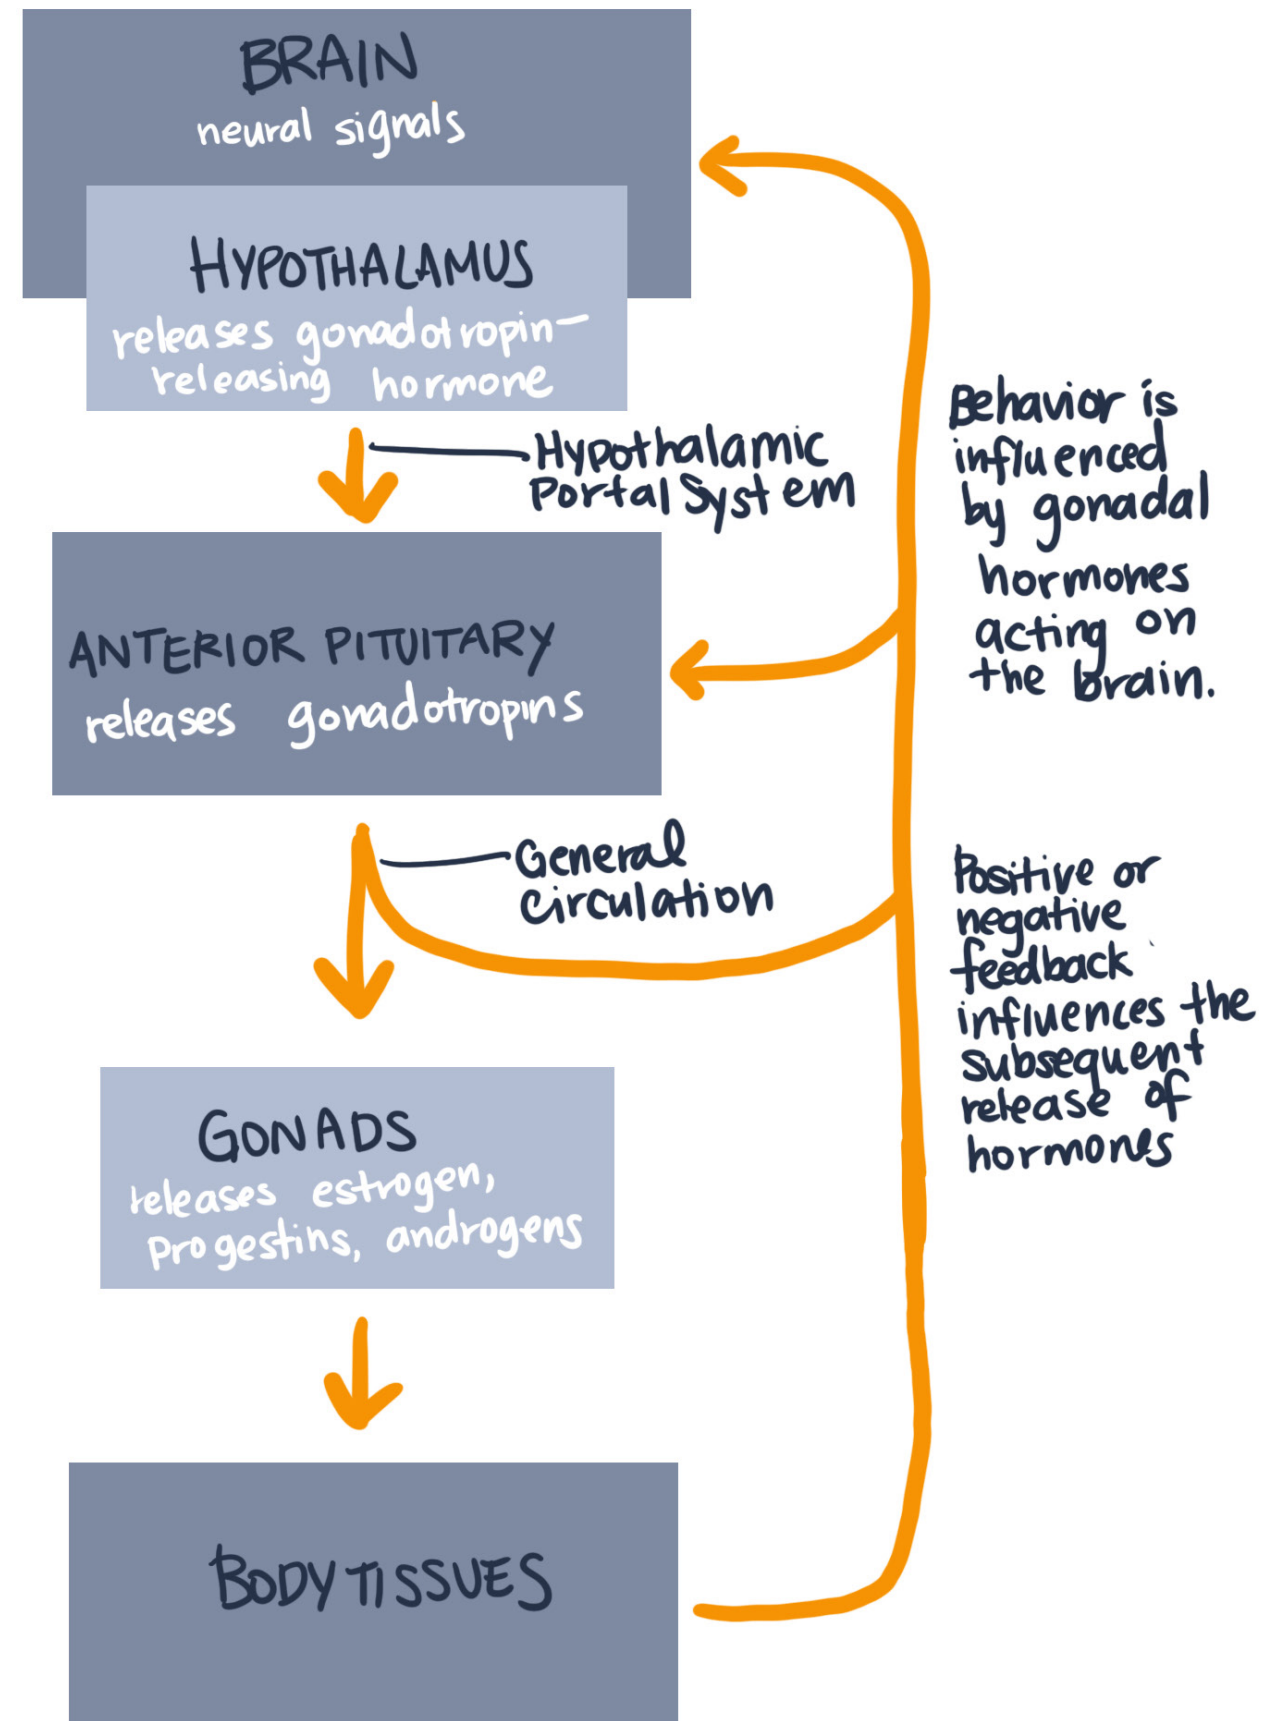 BRAIN
neural signals
HYPOTHALAMUS
releases gonadotropin-
releasing hormone
Hypothalamic
Portal System
ANTERIOR PITUITARY
releases gonadotropins
General
circulation
GONADS
releases estrogen,
Progestins, androgens
BODY TISSUES
Behavior is
influenced
by gonadal
hormones
acting on
the brain.
Positive or
negative
feedback
influences the
subsequent
release of
hormones